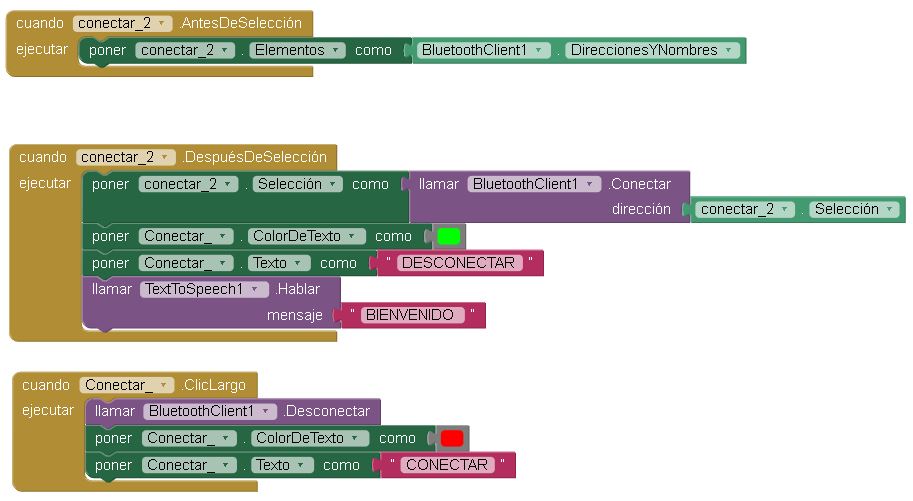 cuando conectar_2 .AntesDeSelección
ejecutar poner conectar_2 . Elementos como BluetoothClient1 . DireccionesYNombres
cuando conectar_2 .DespuésDeSelección
ejecutar poner conectar_2 . Selección como llamar BluetoothClient1 .Conectar
dirección conectar_2 . Selección
poner Conectar_ . ColorDeTexto como
poner Conectar_ . Texto como " DESCONECTAR "
llamar TextToSpeech1 .Hablar
mensaje " BIENVENIDO "
cuando Conectar_ .ClicLargo
ejecutar llamar BluetoothClient1 .Desconectar
poner Conectar_ . ColorDeTexto como
poner Conectar_ . Texto como " CONECTAR "